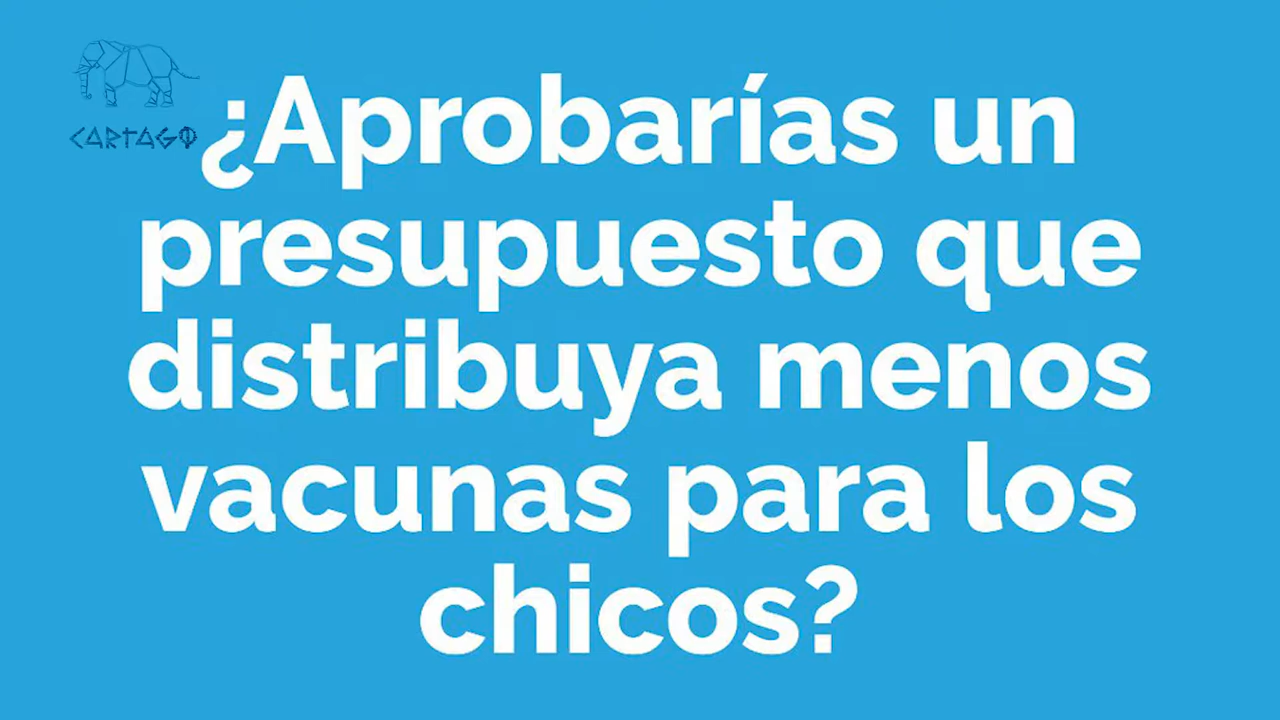 CARTAGO
¿Aprobarías un
presupuesto que
distribuya menos
vacunas para los
chicos?